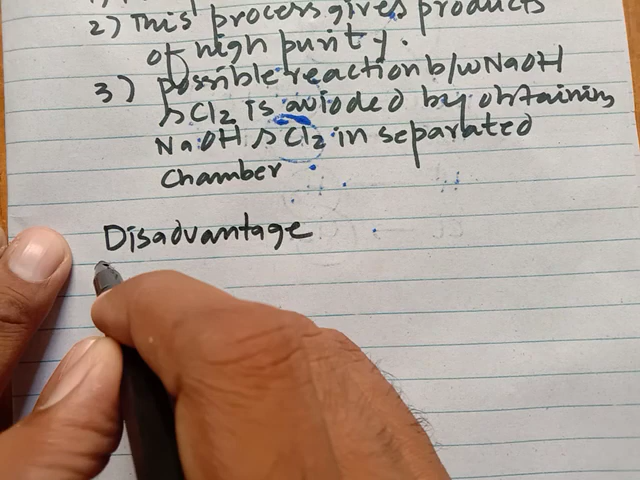 2) This process gives products
of high purity.
3) possible reaction b/w NaOH
& Cl2 is avioded by obtaining
NaOH & Cl2 in separated
chamber
Disadvantage